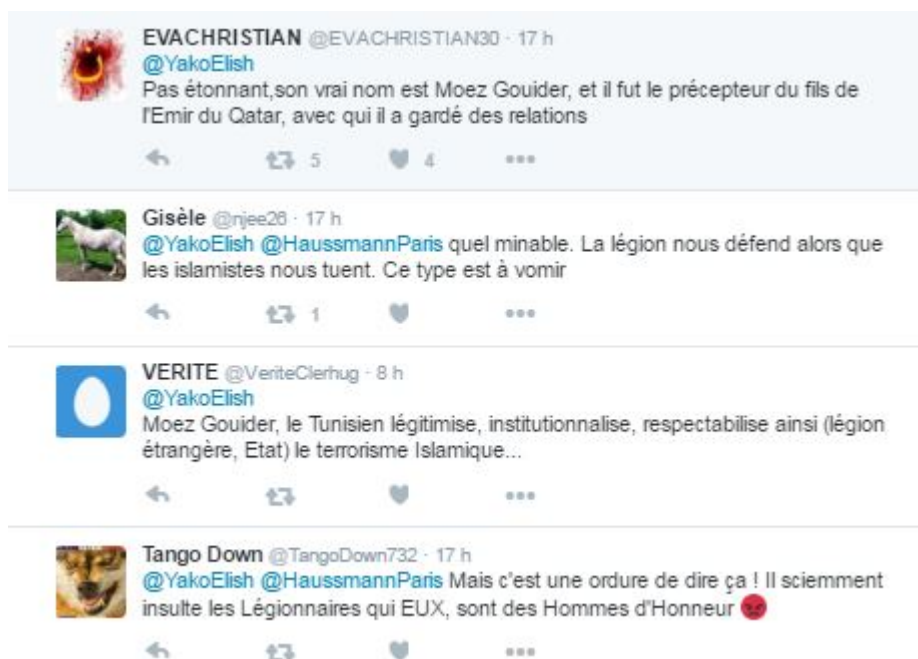 EVACHRISTIAN @EVACHRISTIAN30 · 17 h
@YakoElish
Pas étonnant,son vrai nom est Moez Gouider, et il fut le précepteur du fils de
l'Emir du Qatar, avec qui il a gardé des relations
5 4
Gisèle @njee26 · 17 h
@YakoElish @HaussmannParis quel minable. La légion nous défend alors que
les islamistes nous tuent. Ce type est à vomir
1
VERITE @VeriteClerhug · 8 h
@YakoElish
Moez Gouider, le Tunisien légitimise, institutionnalise, respectabilise ainsi (légion
étrangère, Etat) le terrorisme Islamique...
Tango Down @TangoDown732 · 17 h
@YakoElish @HaussmannParis Mais c'est une ordure de dire ça ! Il sciemment
insulte les Légionnaires qui EUX, sont des Hommes d'Honneur